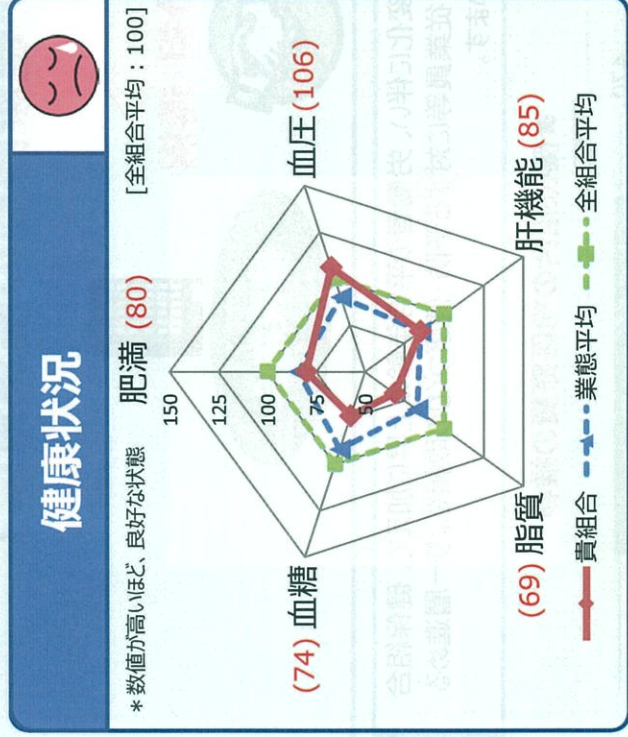 健康状況
*数値が高いほど、良好な状態
[全組合平均:100]
肥満 (80)
血圧 (106)
肝機能 (85)
(69) 脂質
(74) 血糖
150
125
100
75
50
貴組合 業態平均 全組合平均